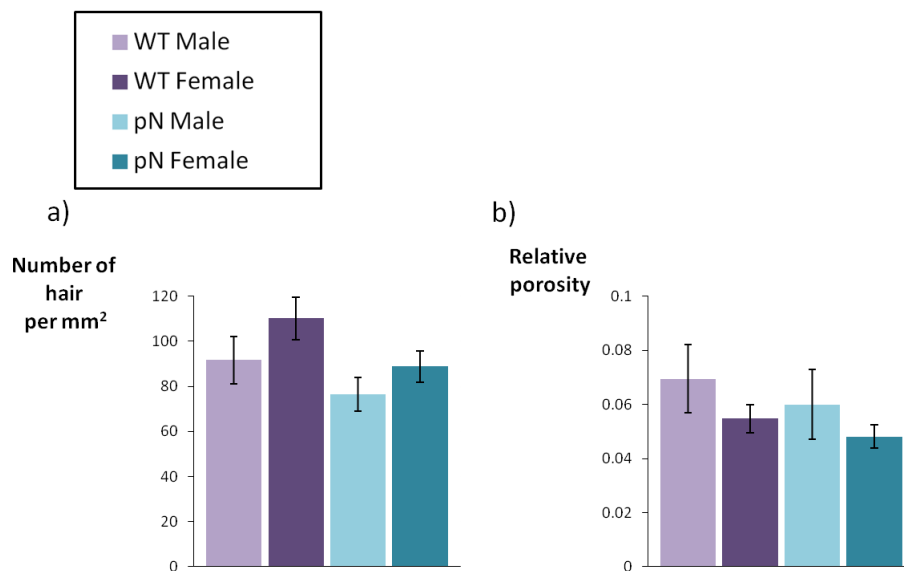 WT Male
WT Female
pN Male
pN Female
a)
Number of
hair
per mm²
120
100
80
60
40
20
0
b)
Relative
porosity
0.1
0.08
0.06
0.04
0.02
0